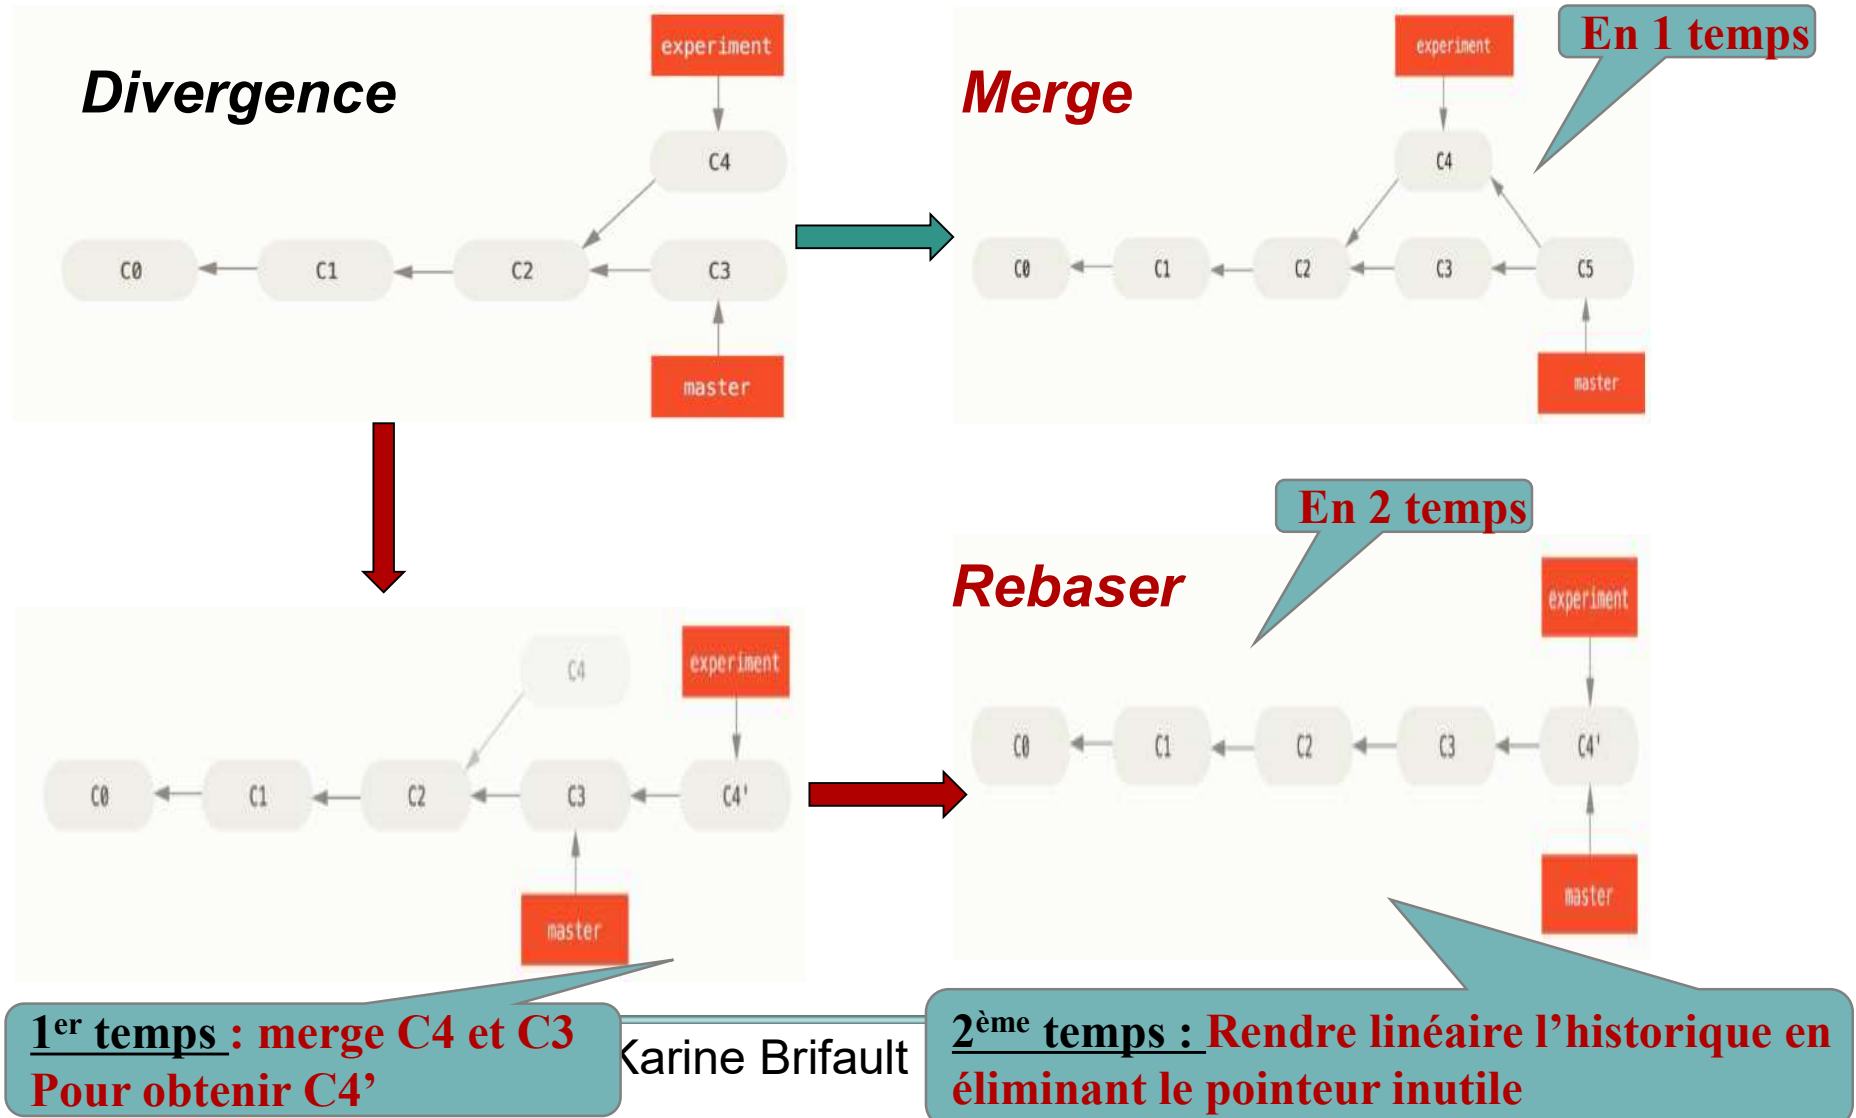 Divergence
experiment
C4
C0
C1
C2
C3
master
Merge
En 1 temps
experiment
C4
C0
C1
C2
C3
C5
master
C4
experiment
C0
C1
C2
C3
C4'
master
1er temps : merge C4 et C3
Pour obtenir C4’
Rebaser
En 2 temps
experiment
C0
C1
C2
C3
C4'
master
2ème temps : Rendre linéaire l’historique en
éliminant le pointeur inutile
Karine Brifault